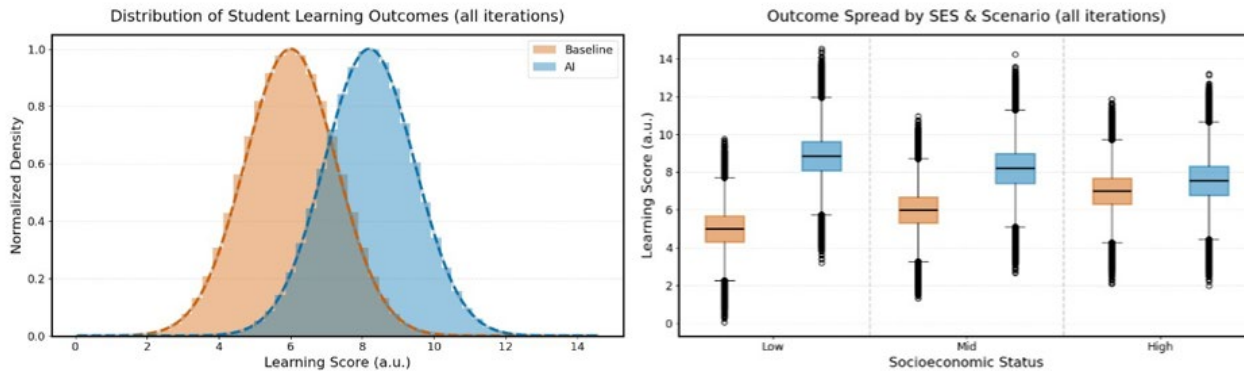 Distribution of Student Learning Outcomes (all iterations)
Normalized Density
1.0
0.8
0.6
0.4
0.2
0.0
Baseline
AI
0 2 4 6 8 10 12 14
Learning Score (a.u.)
Outcome Spread by SES & Scenario (all iterations)
Learning Score (a.u.)
14
12
10
8
6
4
2
0
Low Mid High
Socioeconomic Status